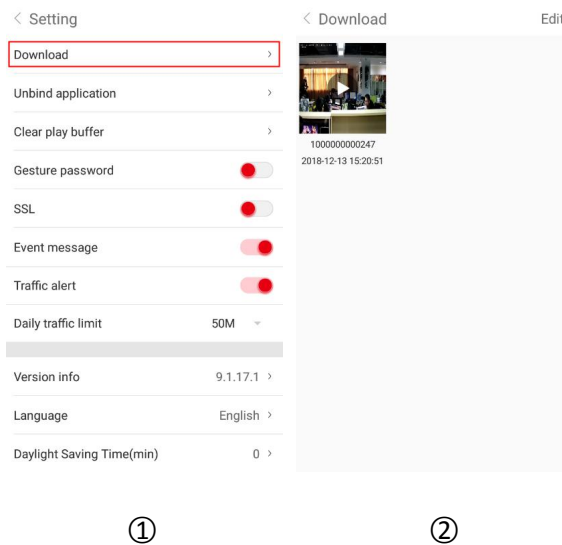 Setting
Download
Unbind application
Clear play buffer
Gesture password
SSL
Event message
Traffic alert
Daily traffic limit 50M
Version info 9.1.17.1
Language English
Daylight Saving Time(min) 0
①
Download Edit
1000000000247
2018-12-13 15:20:51
②